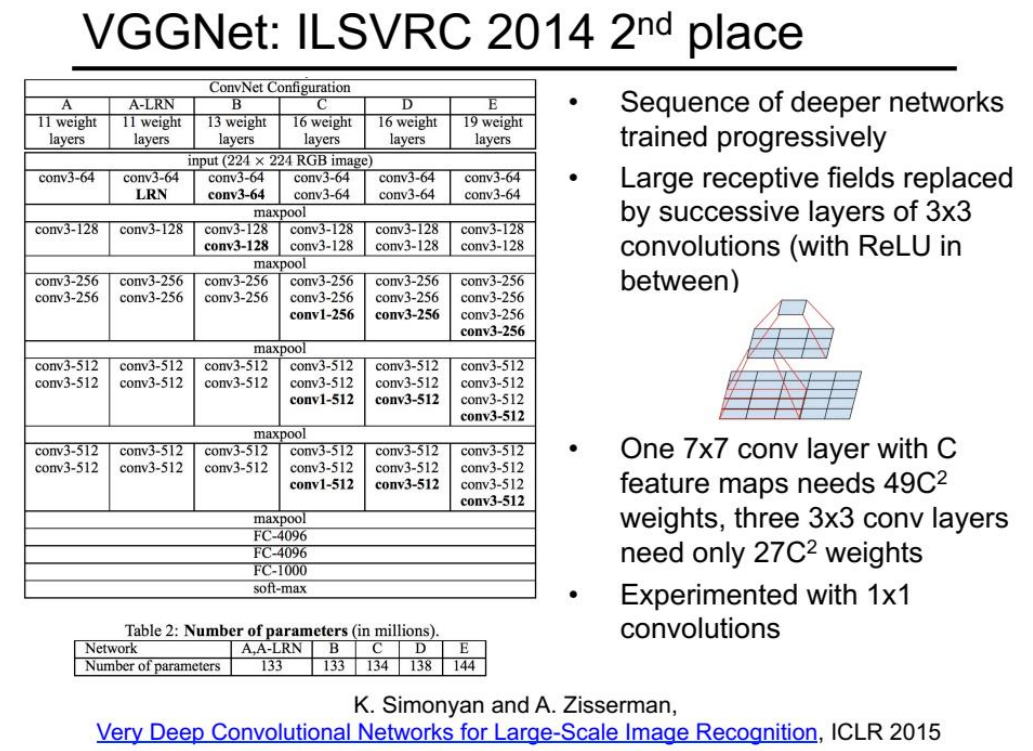 VGGNet: ILSVRC 2014 2nd place
ConvNet Configuration
A A-LRN B C D E
11 weight layers 11 weight layers 13 weight layers 16 weight layers 16 weight layers 19 weight layers
input (224 × 224 RGB image)
conv3-64 conv3-64 conv3-64 conv3-64 conv3-64 conv3-64
LRN conv3-64 conv3-64 conv3-64 conv3-64
maxpool
conv3-128 conv3-128 conv3-128 conv3-128 conv3-128 conv3-128
conv3-128 conv3-128 conv3-128 conv3-128
maxpool
conv3-256 conv3-256 conv3-256 conv3-256 conv3-256 conv3-256
conv3-256 conv3-256 conv3-256 conv3-256 conv3-256 conv3-256
conv1-256 conv3-256 conv3-256
conv3-256
maxpool
conv3-512 conv3-512 conv3-512 conv3-512 conv3-512 conv3-512
conv3-512 conv3-512 conv3-512 conv3-512 conv3-512 conv3-512
conv1-512 conv3-512 conv3-512
conv3-512
maxpool
conv3-512 conv3-512 conv3-512 conv3-512 conv3-512 conv3-512
conv3-512 conv3-512 conv3-512 conv3-512 conv3-512 conv3-512
conv1-512 conv3-512 conv3-512
conv3-512
maxpool
FC-4096
FC-4096
FC-1000
soft-max
Table 2: Number of parameters (in millions).
Network A,A-LRN B C D E
Number of parameters 133 133 134 138 144
• Sequence of deeper networks
trained progressively
• Large receptive fields replaced
by successive layers of 3x3
convolutions (with ReLU in
between)
• One 7x7 conv layer with C
feature maps needs 49C²
weights, three 3x3 conv layers
need only 27C² weights
• Experimented with 1x1
convolutions
K. Simonyan and A. Zisserman,
Very Deep Convolutional Networks for Large-Scale Image Recognition, ICLR 2015